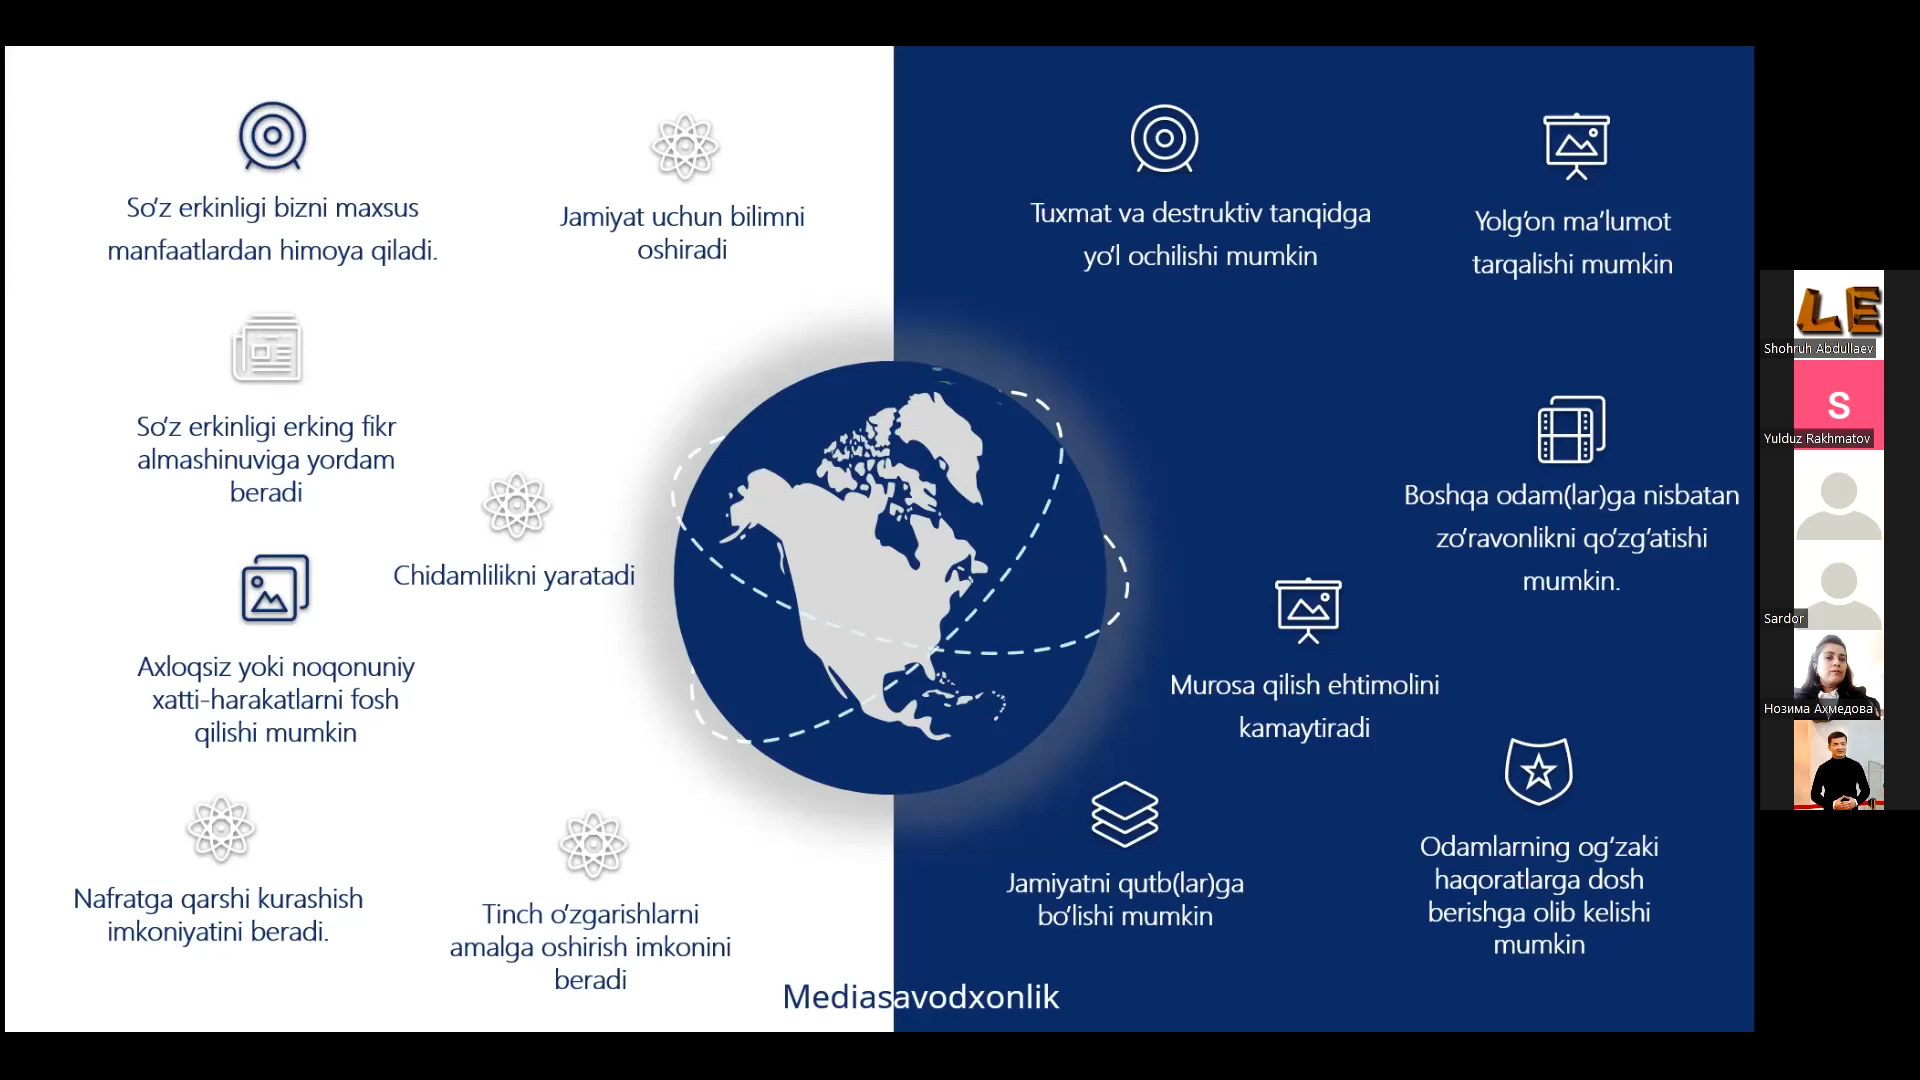 So‘z erkinligi bizni maxsus
manfaatlardan himoya qiladi.
Jamiyat uchun bilimni
oshiradi
So‘z erkinligi erking fikr
almashinuviga yordam
beradi
Chidamlilikni yaratadi
Axloqsiz yoki noqonuniy
xatti-harakatlarni fosh
qilishi mumkin
Nafratga qarshi kurashish
imkoniyatini beradi.
Tinch o‘zgarishlarni
amalga oshirish imkonini
beradi
Tuxmat va destruktiv tanqidga
yo‘l ochilishi mumkin
Yolg‘on ma’lumot
tarqalishi mumkin
Boshqa odam(lar)ga nisbatan
zo‘ravonlikni qo‘zg‘atishi
mumkin.
Murosa qilish ehtimolini
kamaytiradi
Jamiyatni qutb(lar)ga
bo‘lishi mumkin
Odamlarning og‘zaki
haqoratlarga dosh
berishga olib kelishi
mumkin
Mediasavodxonlik
LE
Shohruh Abdullaev
S
Yulduz Rakhmatov
Sardor
Нозима Ахмедова